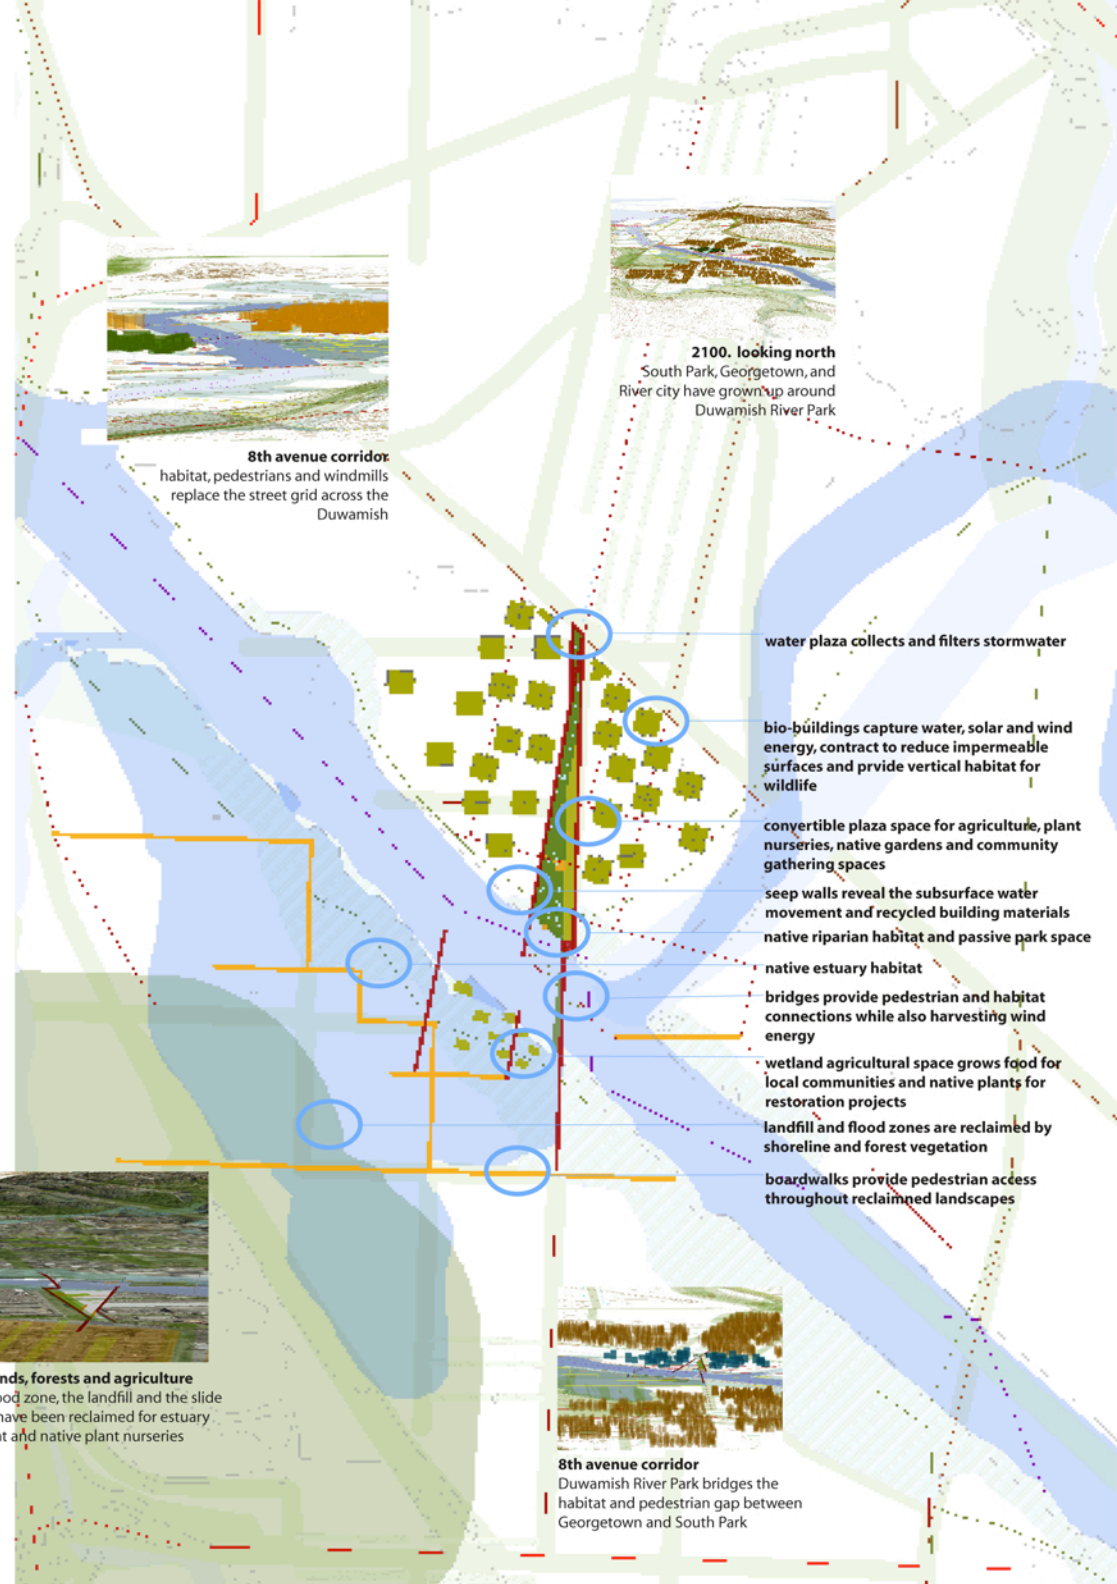 2100. looking north
South Park, Georgetown, and
River city have grown up around
Duwamish River Park
8th avenue corridor
habitat, pedestrians and windmills
replace the street grid across the
Duwamish
water plaza collects and filters stormwater
bio-buildings capture water, solar and wind
energy, contract to reduce impermeable
surfaces and prvide vertical habitat for
wildlife
convertible plaza space for agriculture, plant
nurseries, native gardens and community
gathering spaces
seep walls reveal the subsurface water
movement and recycled building materials
native riparian habitat and passive park space
native estuary habitat
bridges provide pedestrian and habitat
connections while also harvesting wind
energy
wetland agricultural space grows food for
local communities and native plants for
restoration projects
landfill and flood zones are reclaimed by
shoreline and forest vegetation
boardwalks provide pedestrian access
throughout reclaimned landscapes
nds, forests and agriculture
ood zone, the landfill and the slide
have been reclaimed for estuary
nt and native plant nurseries
8th avenue corridor
Duwamish River Park bridges the
habitat and pedestrian gap between
Georgetown and South Park